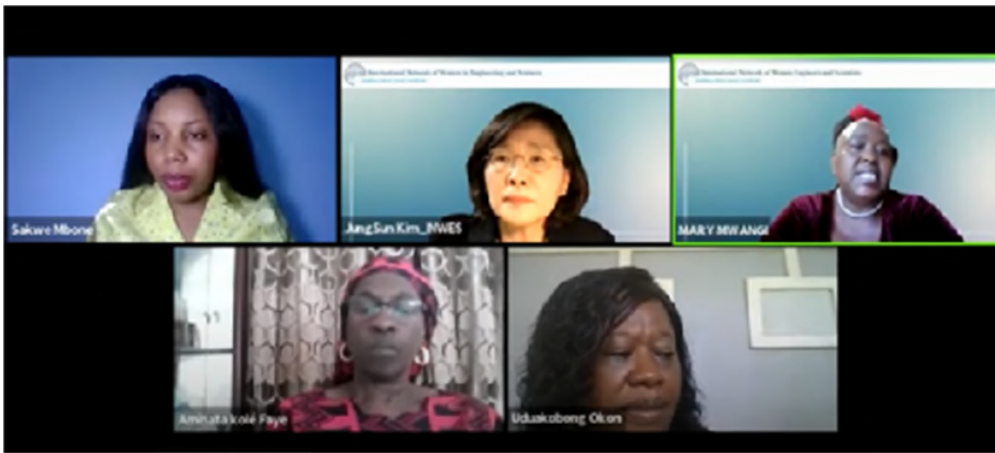 International Network of Women in Engineering and Sciences
International Network of Women Engineers and Scientists
Sakwe Mbone
JungSun Kim_INWES
MARY MWANGI
Aminata kolé Faye
Uduakobong Okon